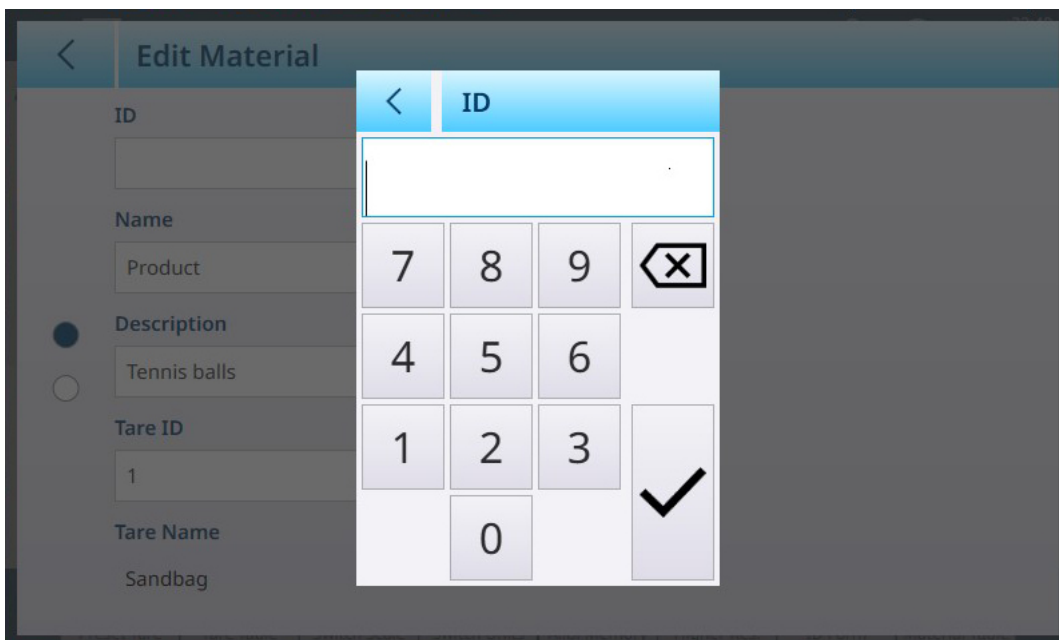 Edit Material
ID
ID
Name
Product
Description
Tennis balls
Tare ID
1
Tare Name
Sandbag
7 8 9
4 5 6
1 2 3
0